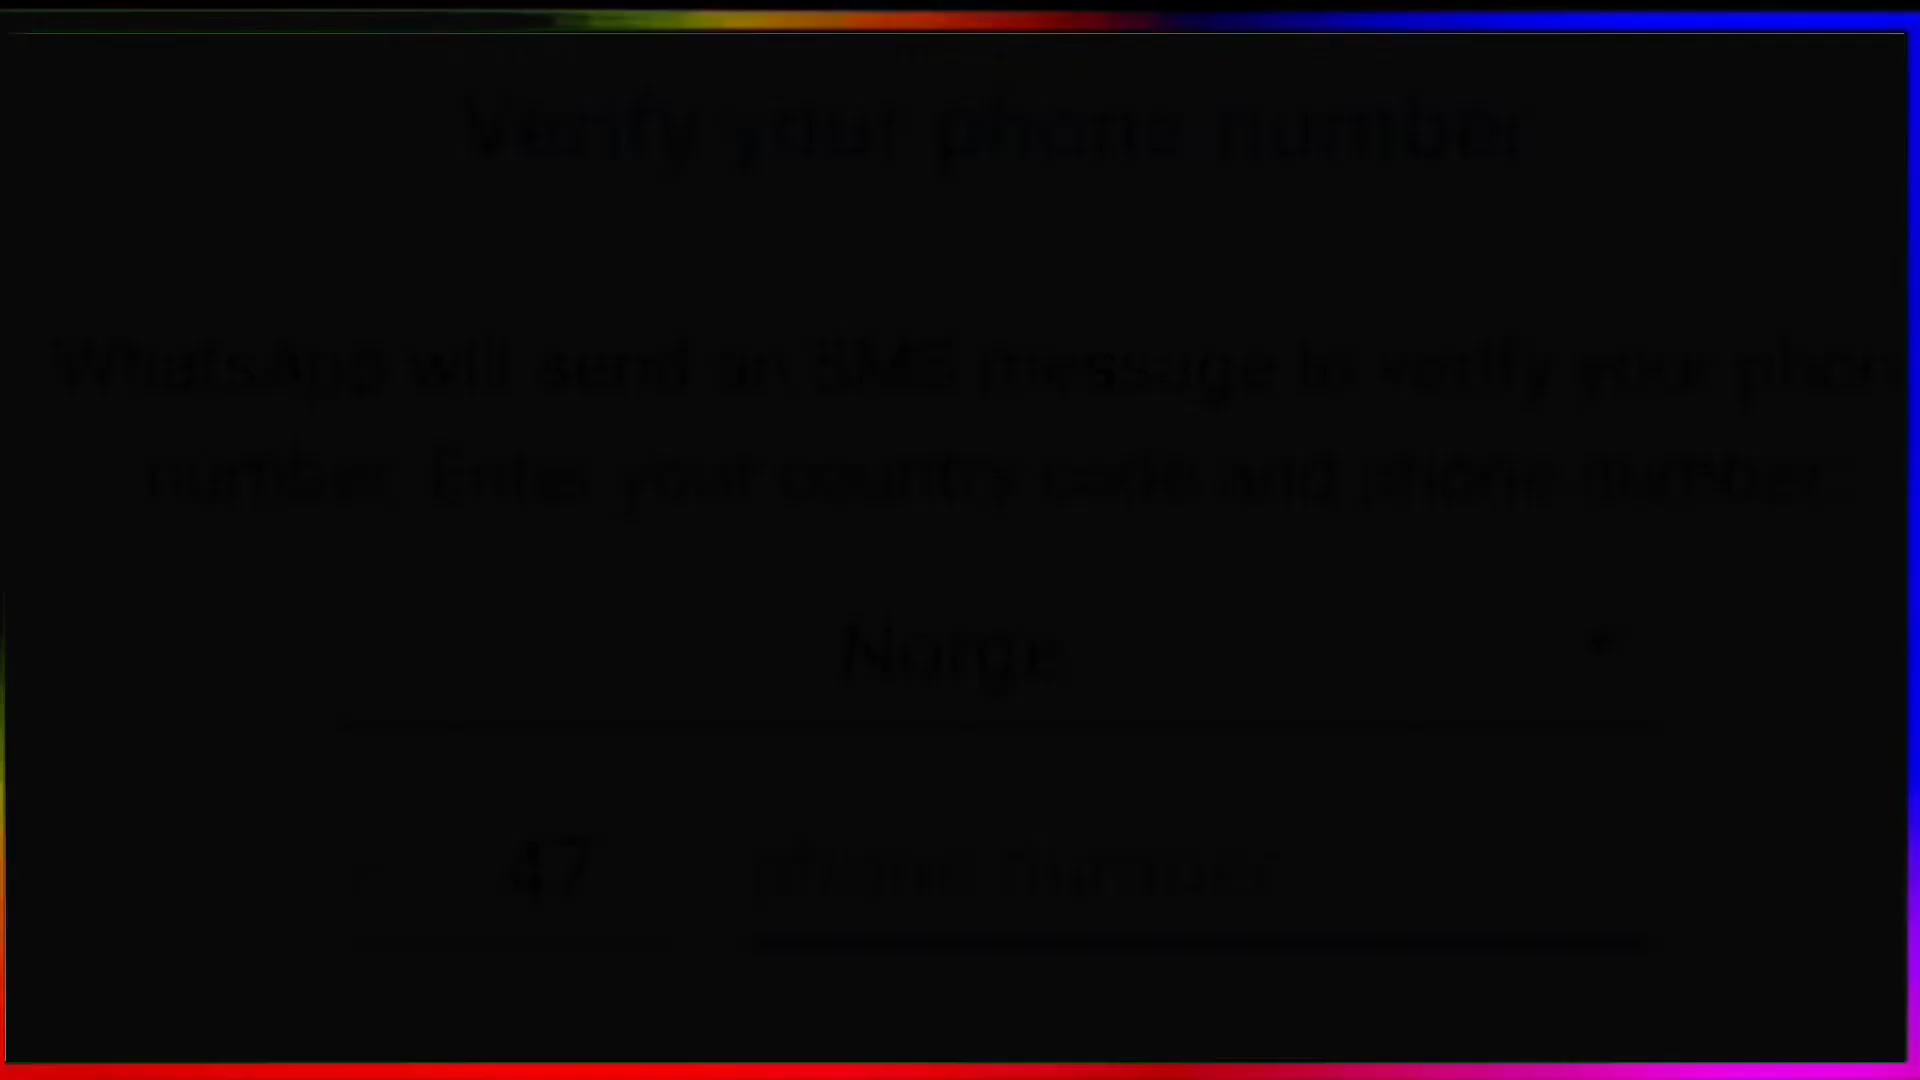 Verify your phone number
WhatsApp will send an SMS message to verify your phon
number. Enter your country code and phone number.
Norge
47 phone number